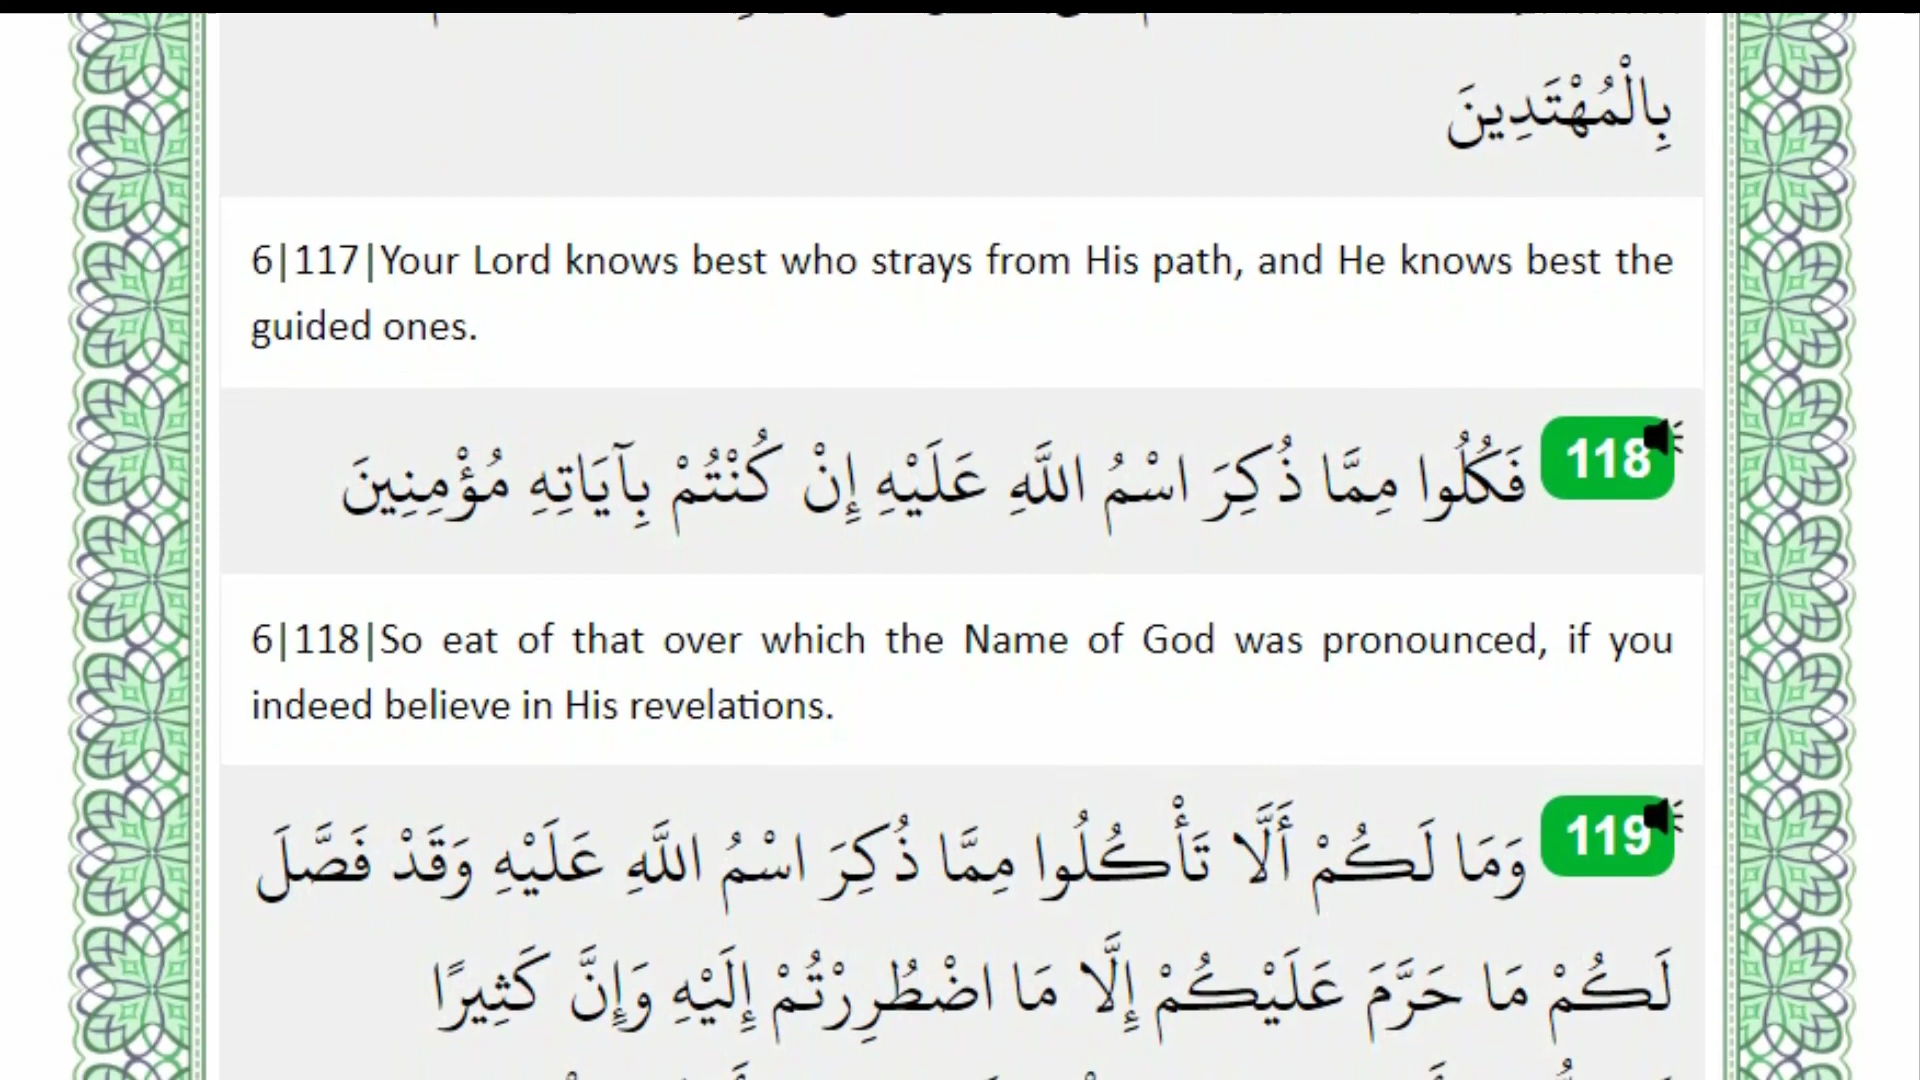 بِالْمُهْتَدِينَ
6|117|Your Lord knows best who strays from His path, and He knows best the
guided ones.
118 فَكُلُوا مِمَّا ذُكِرَ اسْمُ اللَّهِ عَلَيْهِ إِنْ كُنْتُمْ بِآيَاتِهِ مُؤْمِنِينَ
6|118|So eat of that over which the Name of God was pronounced, if you
indeed believe in His revelations.
119 وَمَا لَكُمْ أَلَّا تَأْكُلُوا مِمَّا ذُكِرَ اسْمُ اللَّهِ عَلَيْهِ وَقَدْ فَصَّلَ
لَكُمْ مَا حَرَّمَ عَلَيْكُمْ إِلَّا مَا اضْطُرِرْتُمْ إِلَيْهِ وَإِنَّ كَثِيرًا